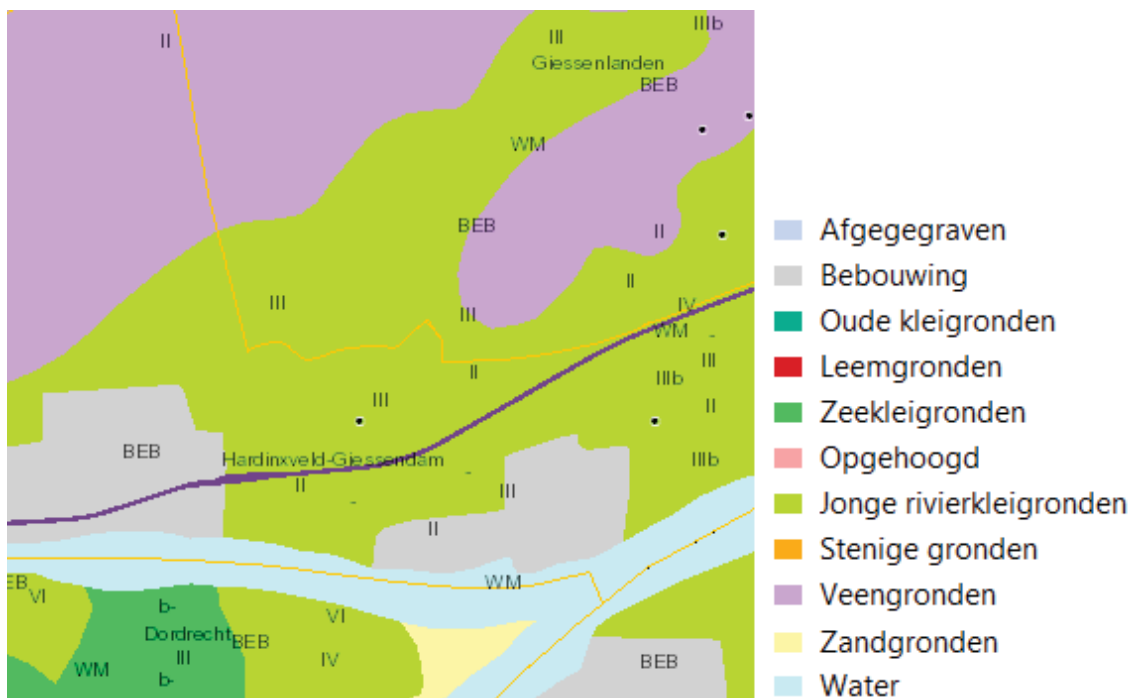 II
III
IIIb
Giessenlanden
BEB
WM
BEB
II
II
III
III
IV
WM -
III
II
IIIb
III
II
BEB
Hardinxveld-Giessendam
-
IIIb
II
III
-
II
WM
EB
VI
b-
VI
Dordrecht
BEB
III
IV
WM
b-
BEB
Afgegegraven
Bebouwing
Oude kleigronden
Leemgronden
Zeekleigronden
Opgehoogd
Jonge rivierkleigronden
Stenige gronden
Veengronden
Zandgronden
Water